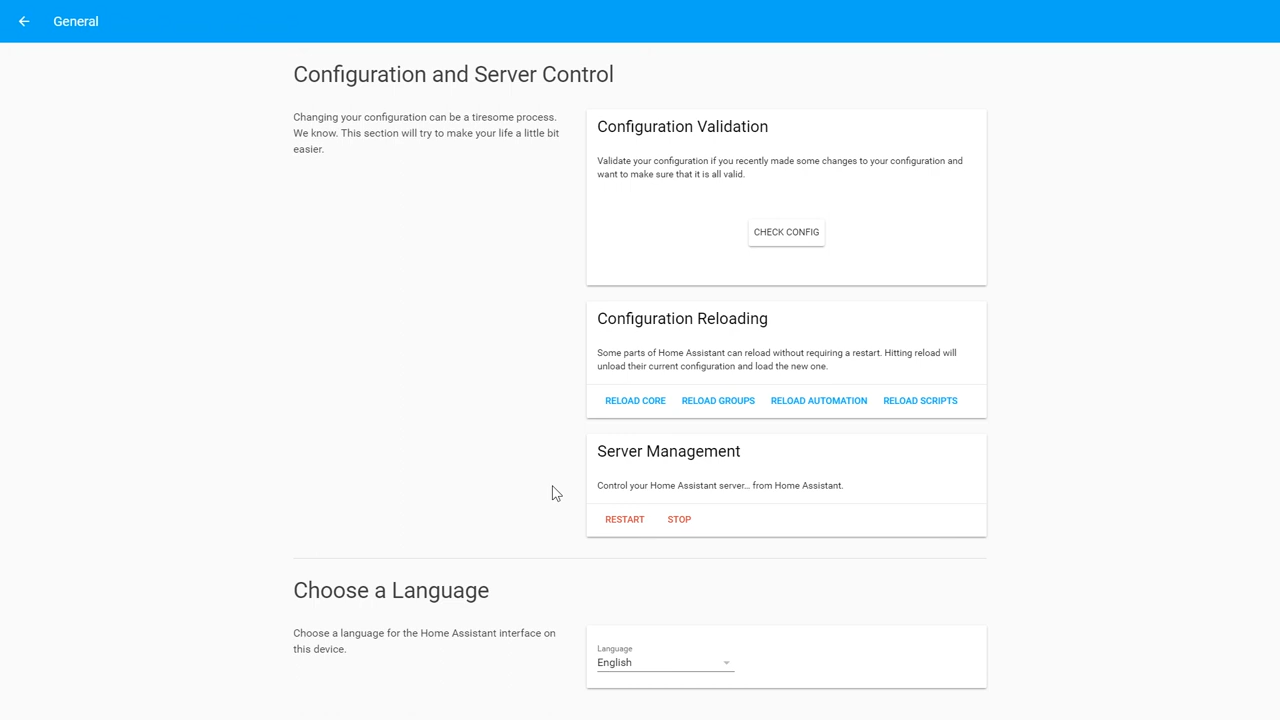 General
Configuration and Server Control
Changing your configuration can be a tiresome process.
We know. This section will try to make your life a little bit
easier.
Configuration Validation
Validate your configuration if you recently made some changes to your configuration and
want to make sure that it is all valid.
CHECK CONFIG
Configuration Reloading
Some parts of Home Assistant can reload without requiring a restart. Hitting reload will
unload their current configuration and load the new one.
RELOAD CORE RELOAD GROUPS RELOAD AUTOMATION RELOAD SCRIPTS
Server Management
Control your Home Assistant server... from Home Assistant.
RESTART STOP
Choose a Language
Choose a language for the Home Assistant interface on
this device.
Language
English